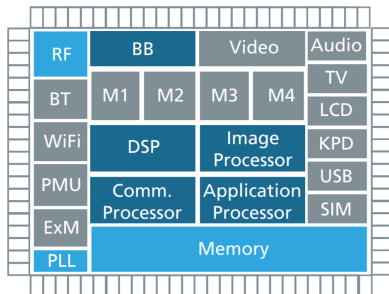 RF
BB
Video
Audio
BT
M1
M2
M3
M4
TV
LCD
WiFi
DSP
Image
Processor
KPD
PMU
Comm.
Processor
Application
Processor
USB
SIM
ExM
PLL
Memory